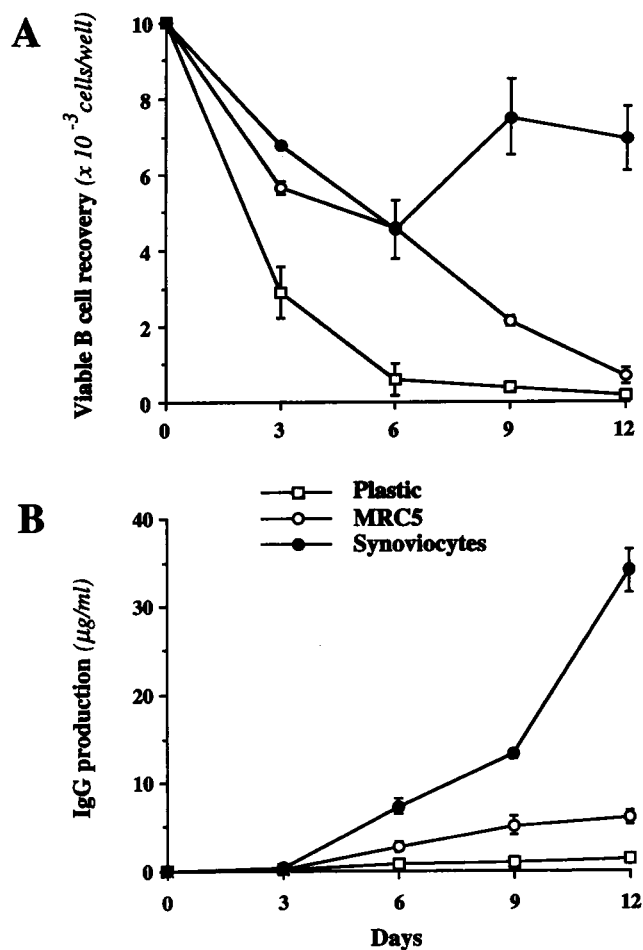 A
Viable B cell recovery (x 10⁻³ cells/well)
10
8
6
4
2
0
0 3 6 9 12
Plastic
MRC5
Synoviocytes
B
IgG production (µg/ml)
40
30
20
10
0
0 3 6 9 12
Days